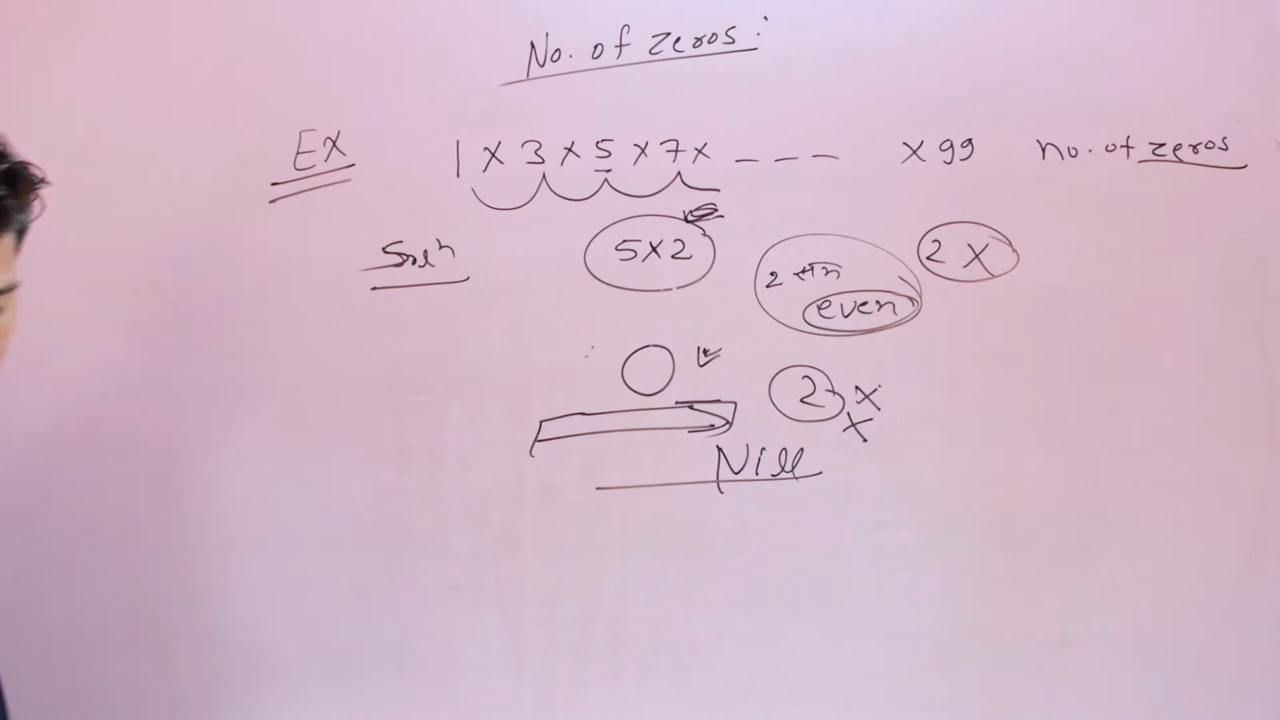 No. of zeros:
EX 1 X 3 X 5 X 7 X --- X 99 no. of zeros
Solⁿ 5X2 2 X
2
even
2 X
X
Nill